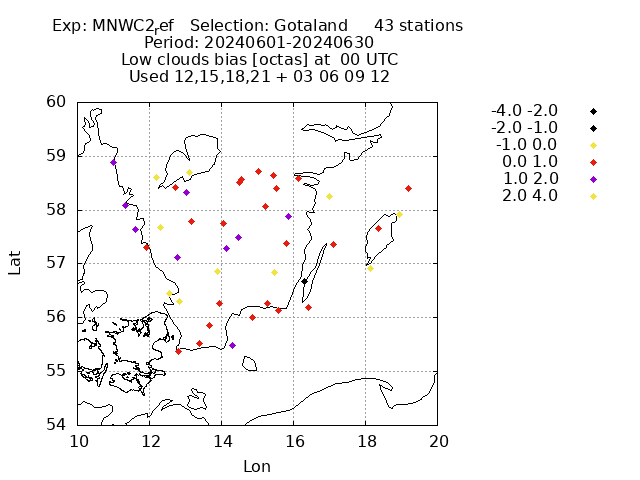 Exp: MNWC2ref   Selection: Gotaland     43 stations
Period: 20240601-20240630
Low clouds bias [octas] at  00 UTC
Used 12,15,18,21 + 03 06 09 12
60
59
58
57
56
55
54
10 12 14 16 18 20
Lat
Lon
-4.0 -2.0
-2.0 -1.0
-1.0 0.0
0.0 1.0
1.0 2.0
2.0 4.0